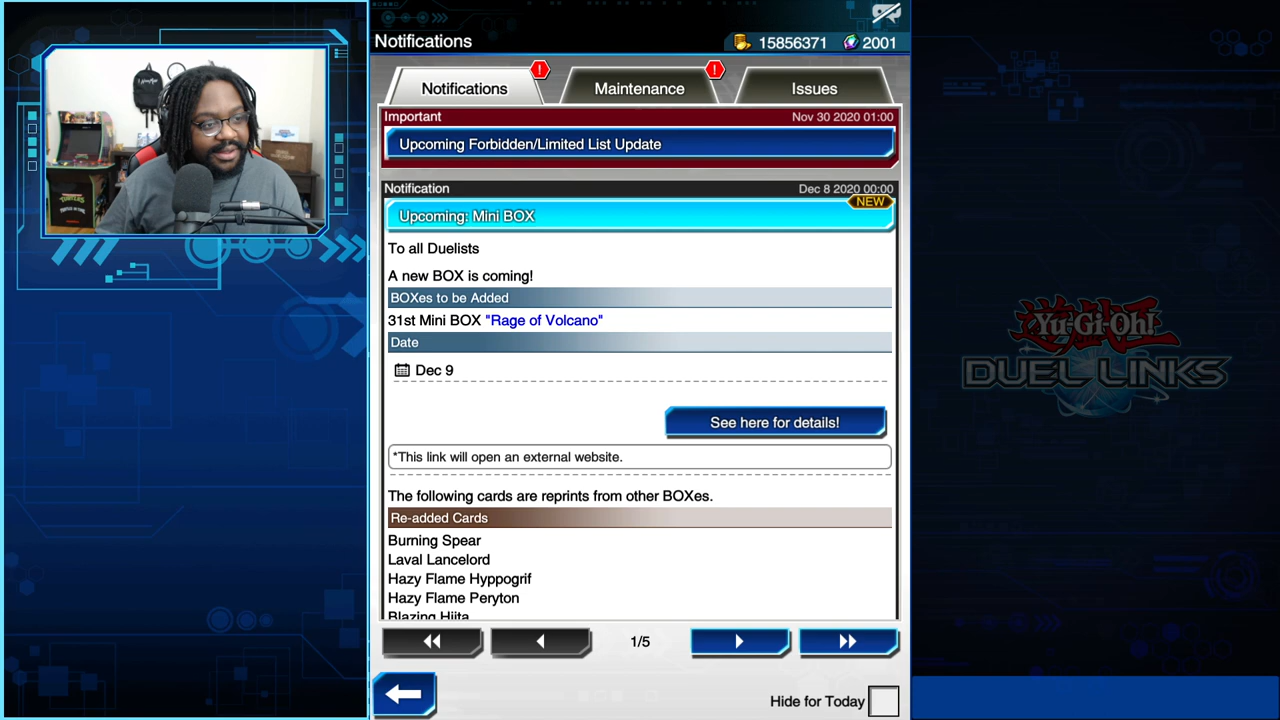 Notifications
15856371
2001
Notifications
!
Maintenance
!
Issues
Important
Nov 30 2020 01:00
Upcoming Forbidden/Limited List Update
Notification
Dec 8 2020 00:00
NEW
Upcoming: Mini BOX
To all Duelists
A new BOX is coming!
BOXes to be Added
31st Mini BOX "Rage of Volcano"
Date
Dec 9
See here for details!
*This link will open an external website.
The following cards are reprints from other BOXes.
Re-added Cards
Burning Spear
Laval Lancelord
Hazy Flame Hyppogrif
Hazy Flame Peryton
Blazing Hiita
1/5
Hide for Today
Yu-Gi-Oh!
DUEL LINKS